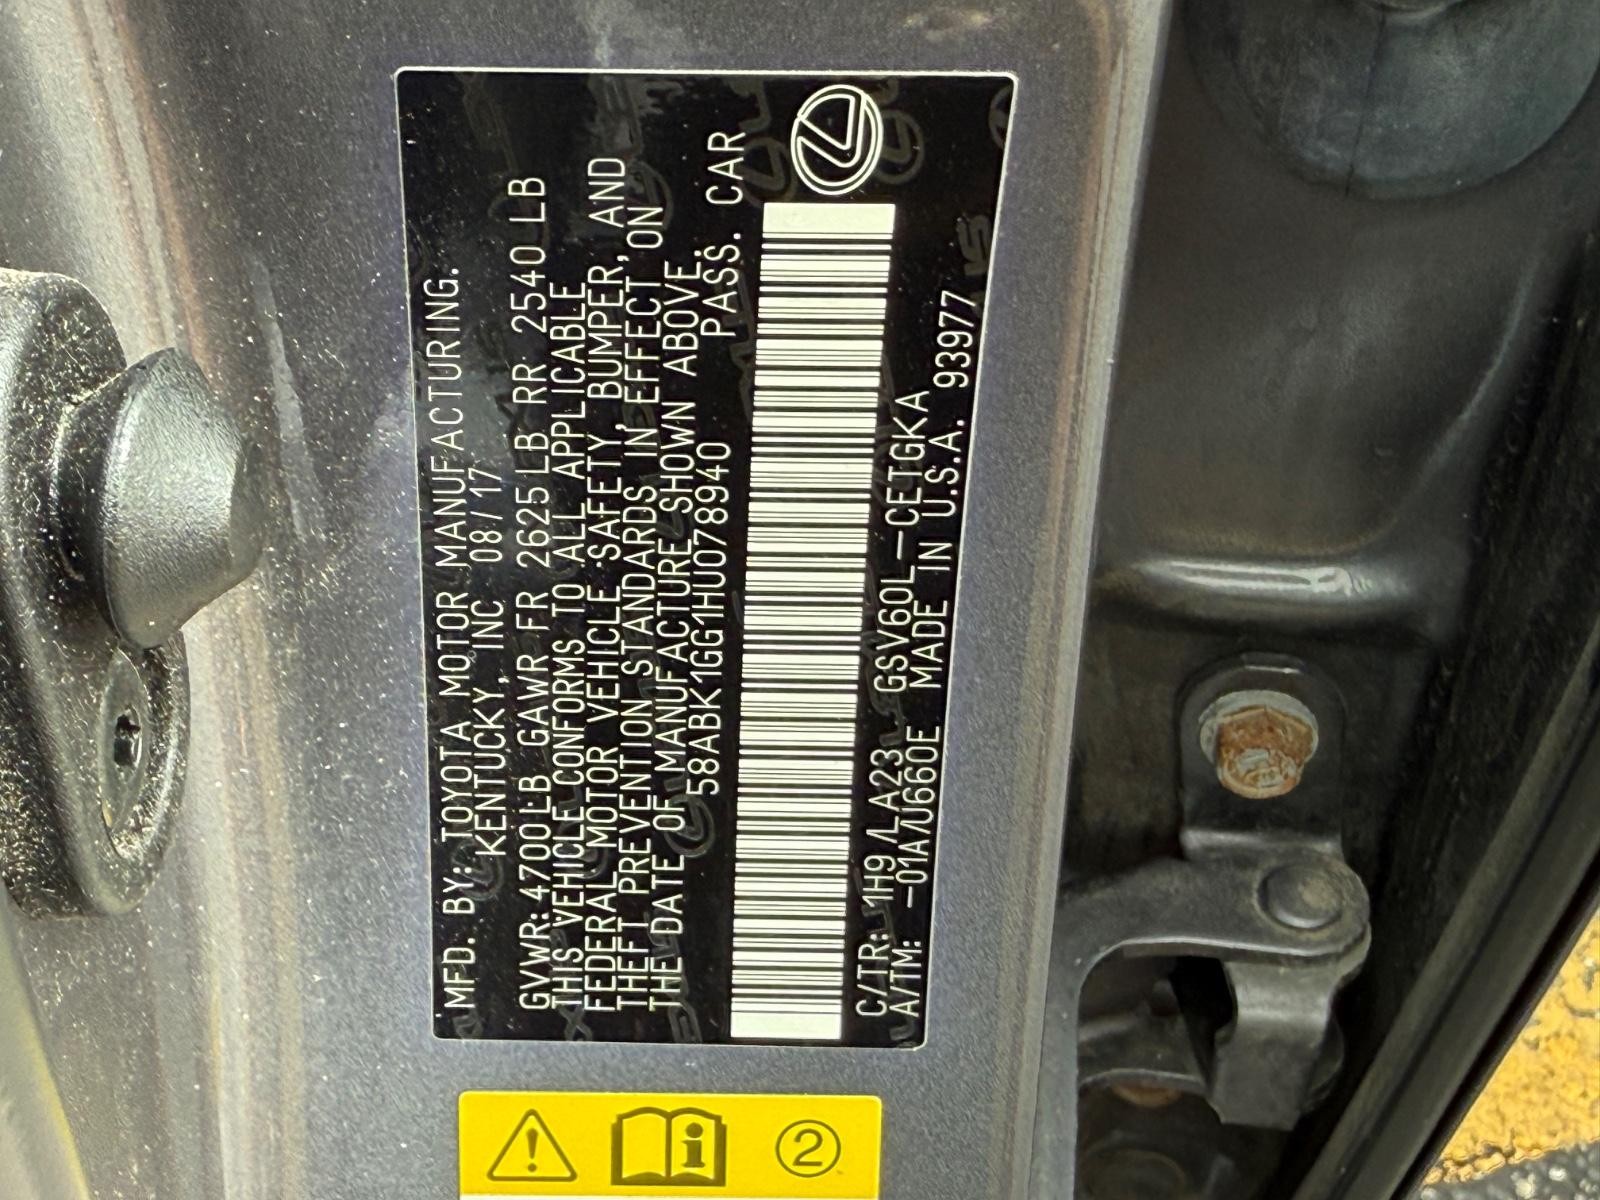 MFD. BY: TOYOTA MOTOR MANUFACTURING.
KENTUCKY, INC 08/17
GVWR: 4700LB GAWR FR 2625LB RR 2540LB
THIS VEHICLE CONFORMS TO ALL APPLICABLE
FEDERAL MOTOR VEHICLE SAFETY, BUMPER, AND
THEFT PREVENTION STANDARDS IN EFFECT ON
THE DATE OF MANUFACTURE SHOWN ABOVE.
58ABK1GG1HU078940 PASS. CAR
C/TR: 1H9/LA23 GSV60L-CETGKA
A/TM: -01A/U660E MADE IN U.S.A. 93977
2